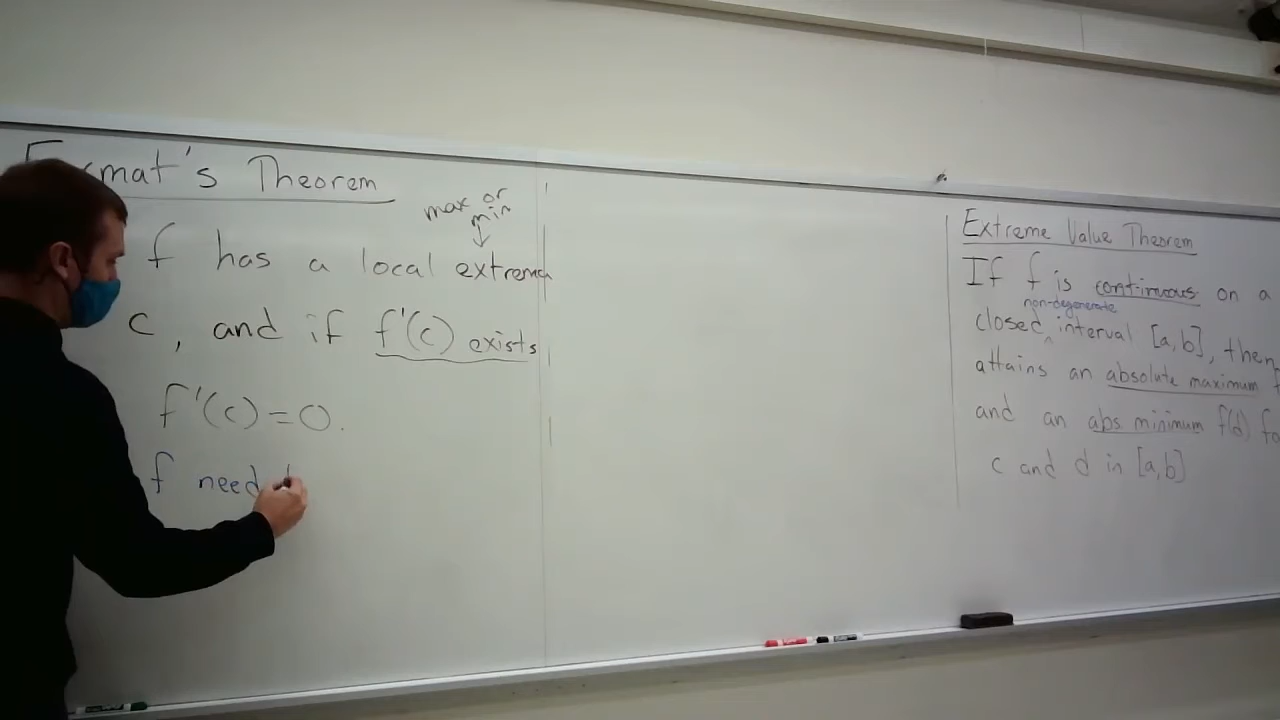 Fermat's Theorem
max or
min
f has a local extrema
c, and if f'(c) exists
f'(c)=0.
f need
Extreme Value Theorem
If f is continuous on a
non-degenerate
closed interval [a,b], then
attains an absolute maximum
and an abs minimum f(d)
c and d in [a,b]